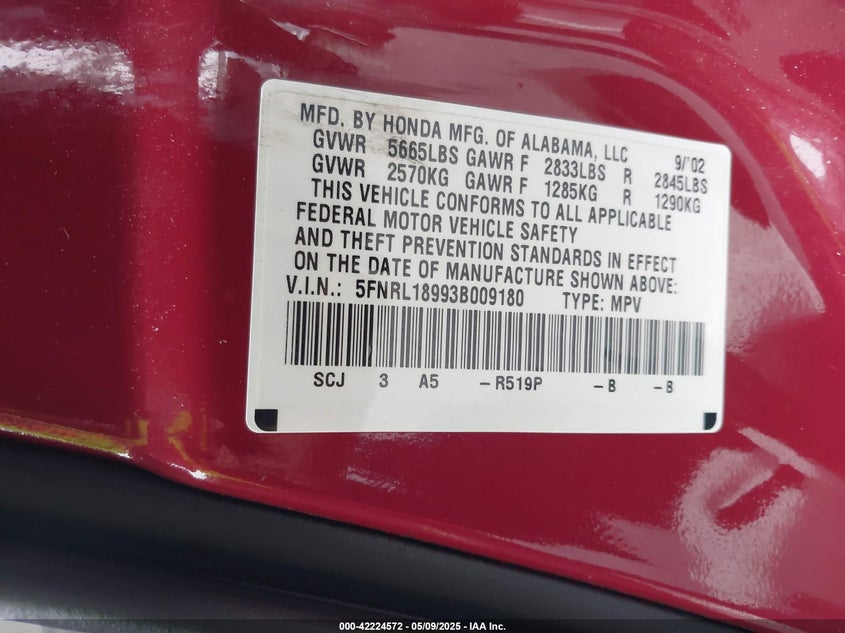 MFD. BY HONDA MFG. OF ALABAMA, LLC 9/'02
GVWR 5665LBS GAWR F 2833LBS R 2845LBS
GVWR 2570KG GAWR F 1285KG R 1290KG
THIS VEHICLE CONFORMS TO ALL APPLICABLE
FEDERAL MOTOR VEHICLE SAFETY
AND THEFT PREVENTION STANDARDS IN EFFECT
ON THE DATE OF MANUFACTURE SHOWN ABOVE:
V.I.N.: 5FNRL18993B009180 TYPE: MPV
SCJ 3 A5 -R519P -B -B
000-42224572 | 05/09/2025 - IAA Inc.